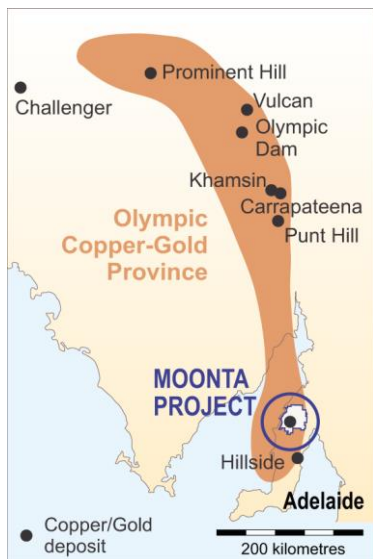 Prominent Hill
Challenger
Vulcan
Olympic
Dam
Khamsin
Carrapateena
Punt Hill
Olympic
Copper-Gold
Province
MOONTA
PROJECT
Hillside
Adelaide
Copper/Gold
deposit
200 kilometres